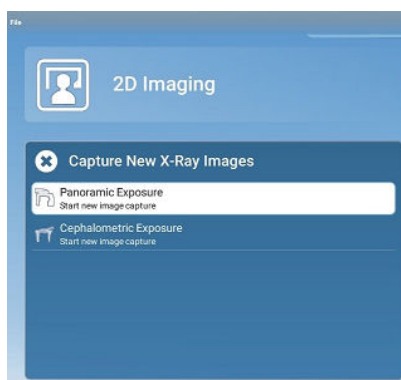 File
2D Imaging
Capture New X-Ray Images
Panoramic Exposure
Start new image capture
Cephalometric Exposure
Start new image capture